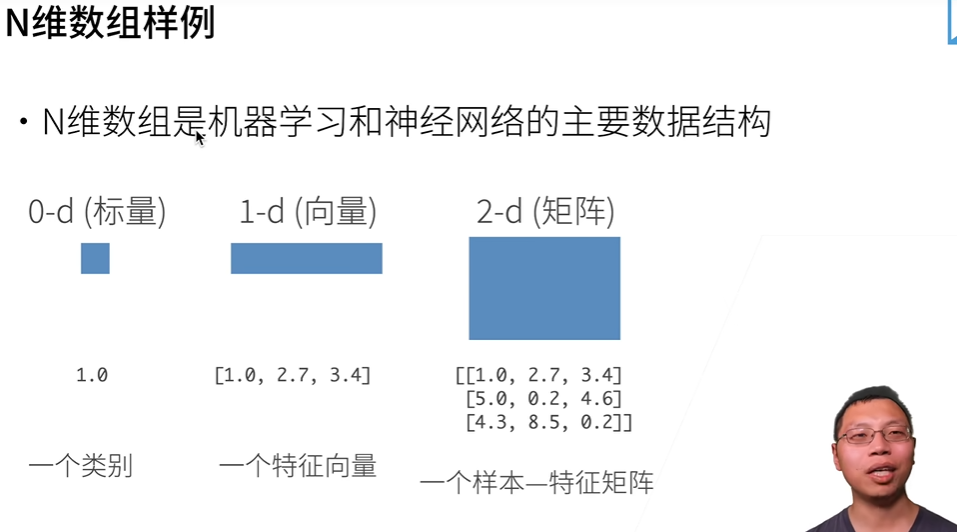 N维数组样例
• N维数组是机器学习和神经网络的主要数据结构
0-d (标量)
1-d (向量)
2-d (矩阵)
1.0
[1.0, 2.7, 3.4]
[[1.0, 2.7, 3.4]
[5.0, 0.2, 4.6]
[4.3, 8.5, 0.2]]
一个类别
一个特征向量
一个样本—特征矩阵